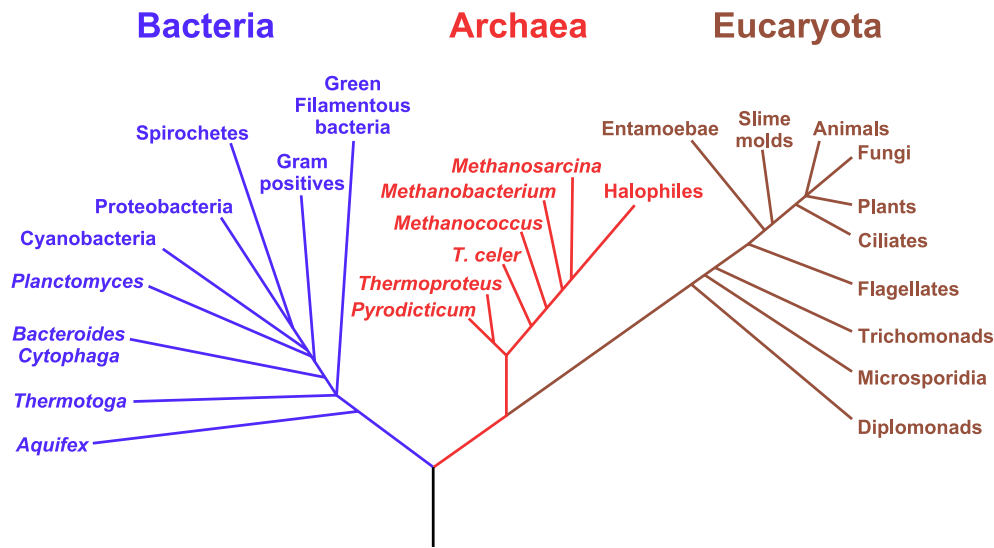 Bacteria
Archaea
Eucaryota
Green
Filamentous
bacteria
Spirochetes
Gram
positives
Proteobacteria
Cyanobacteria
Planctomyces
Bacteroides
Cytophaga
Thermotoga
Aquifex
Methanosarcina
Methanobacterium
Halophiles
Methanococcus
T. celer
Thermoproteus
Pyrodicticum
Entamoebae
Slime
molds
Animals
Fungi
Plants
Ciliates
Flagellates
Trichomonads
Microsporidia
Diplomonads